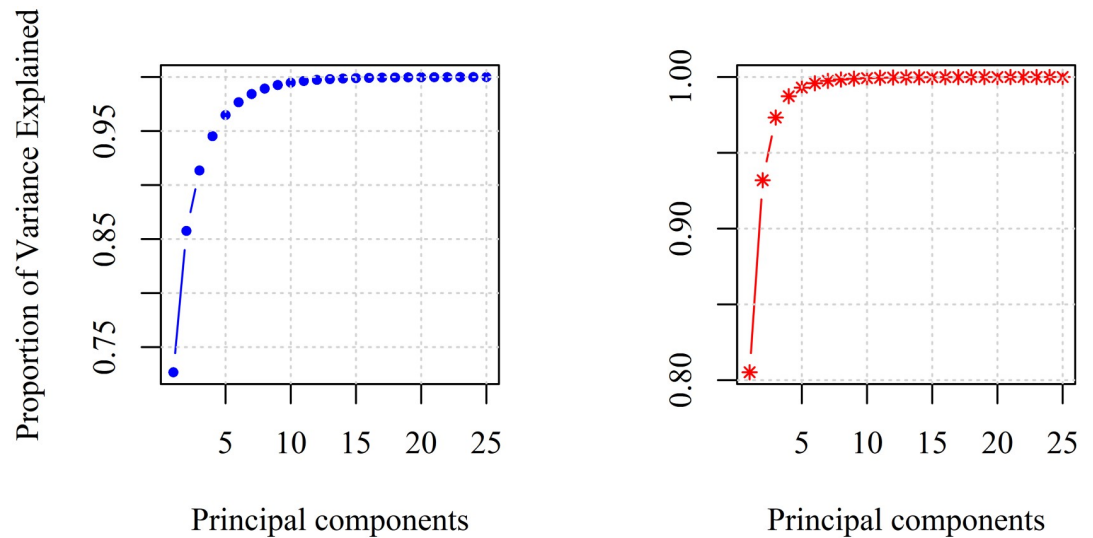 Proportion of Variance Explained
0.95
0.85
0.75
5 10 15 20 25
Principal components
1.00
0.90
0.80
5 10 15 20 25
Principal components